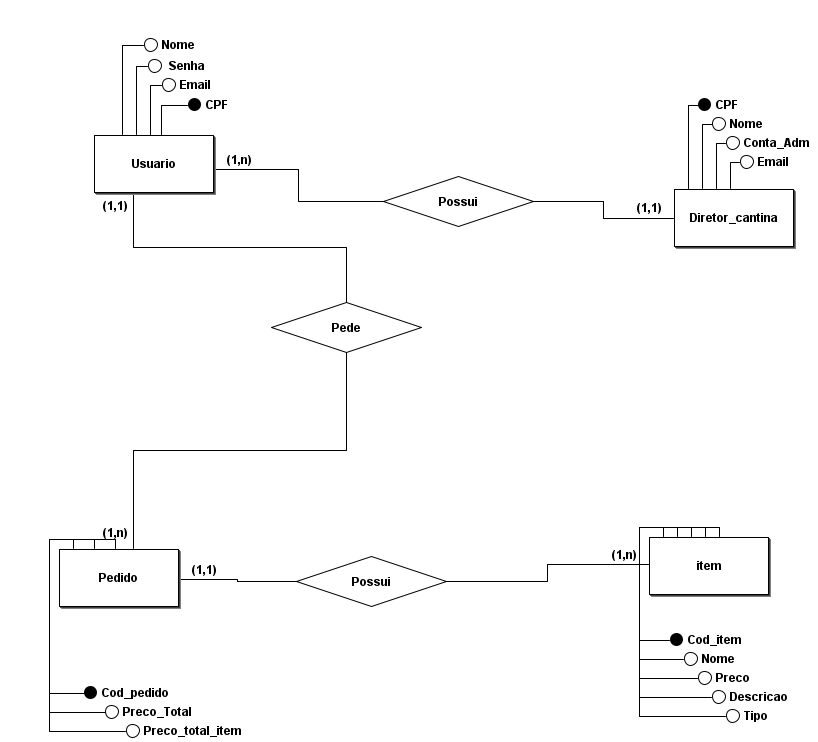 Nome
Senha
Email
CPF
Usuario
(1,n)
(1,1)
Possui
CPF
Nome
Conta_Adm
Email
(1,1)
Diretor_cantina
Pede
(1,n)
Pedido
(1,1)
Possui
(1,n)
item
Cod_pedido
Preco_Total
Preco_total_item
Cod_item
Nome
Preco
Descricao
Tipo